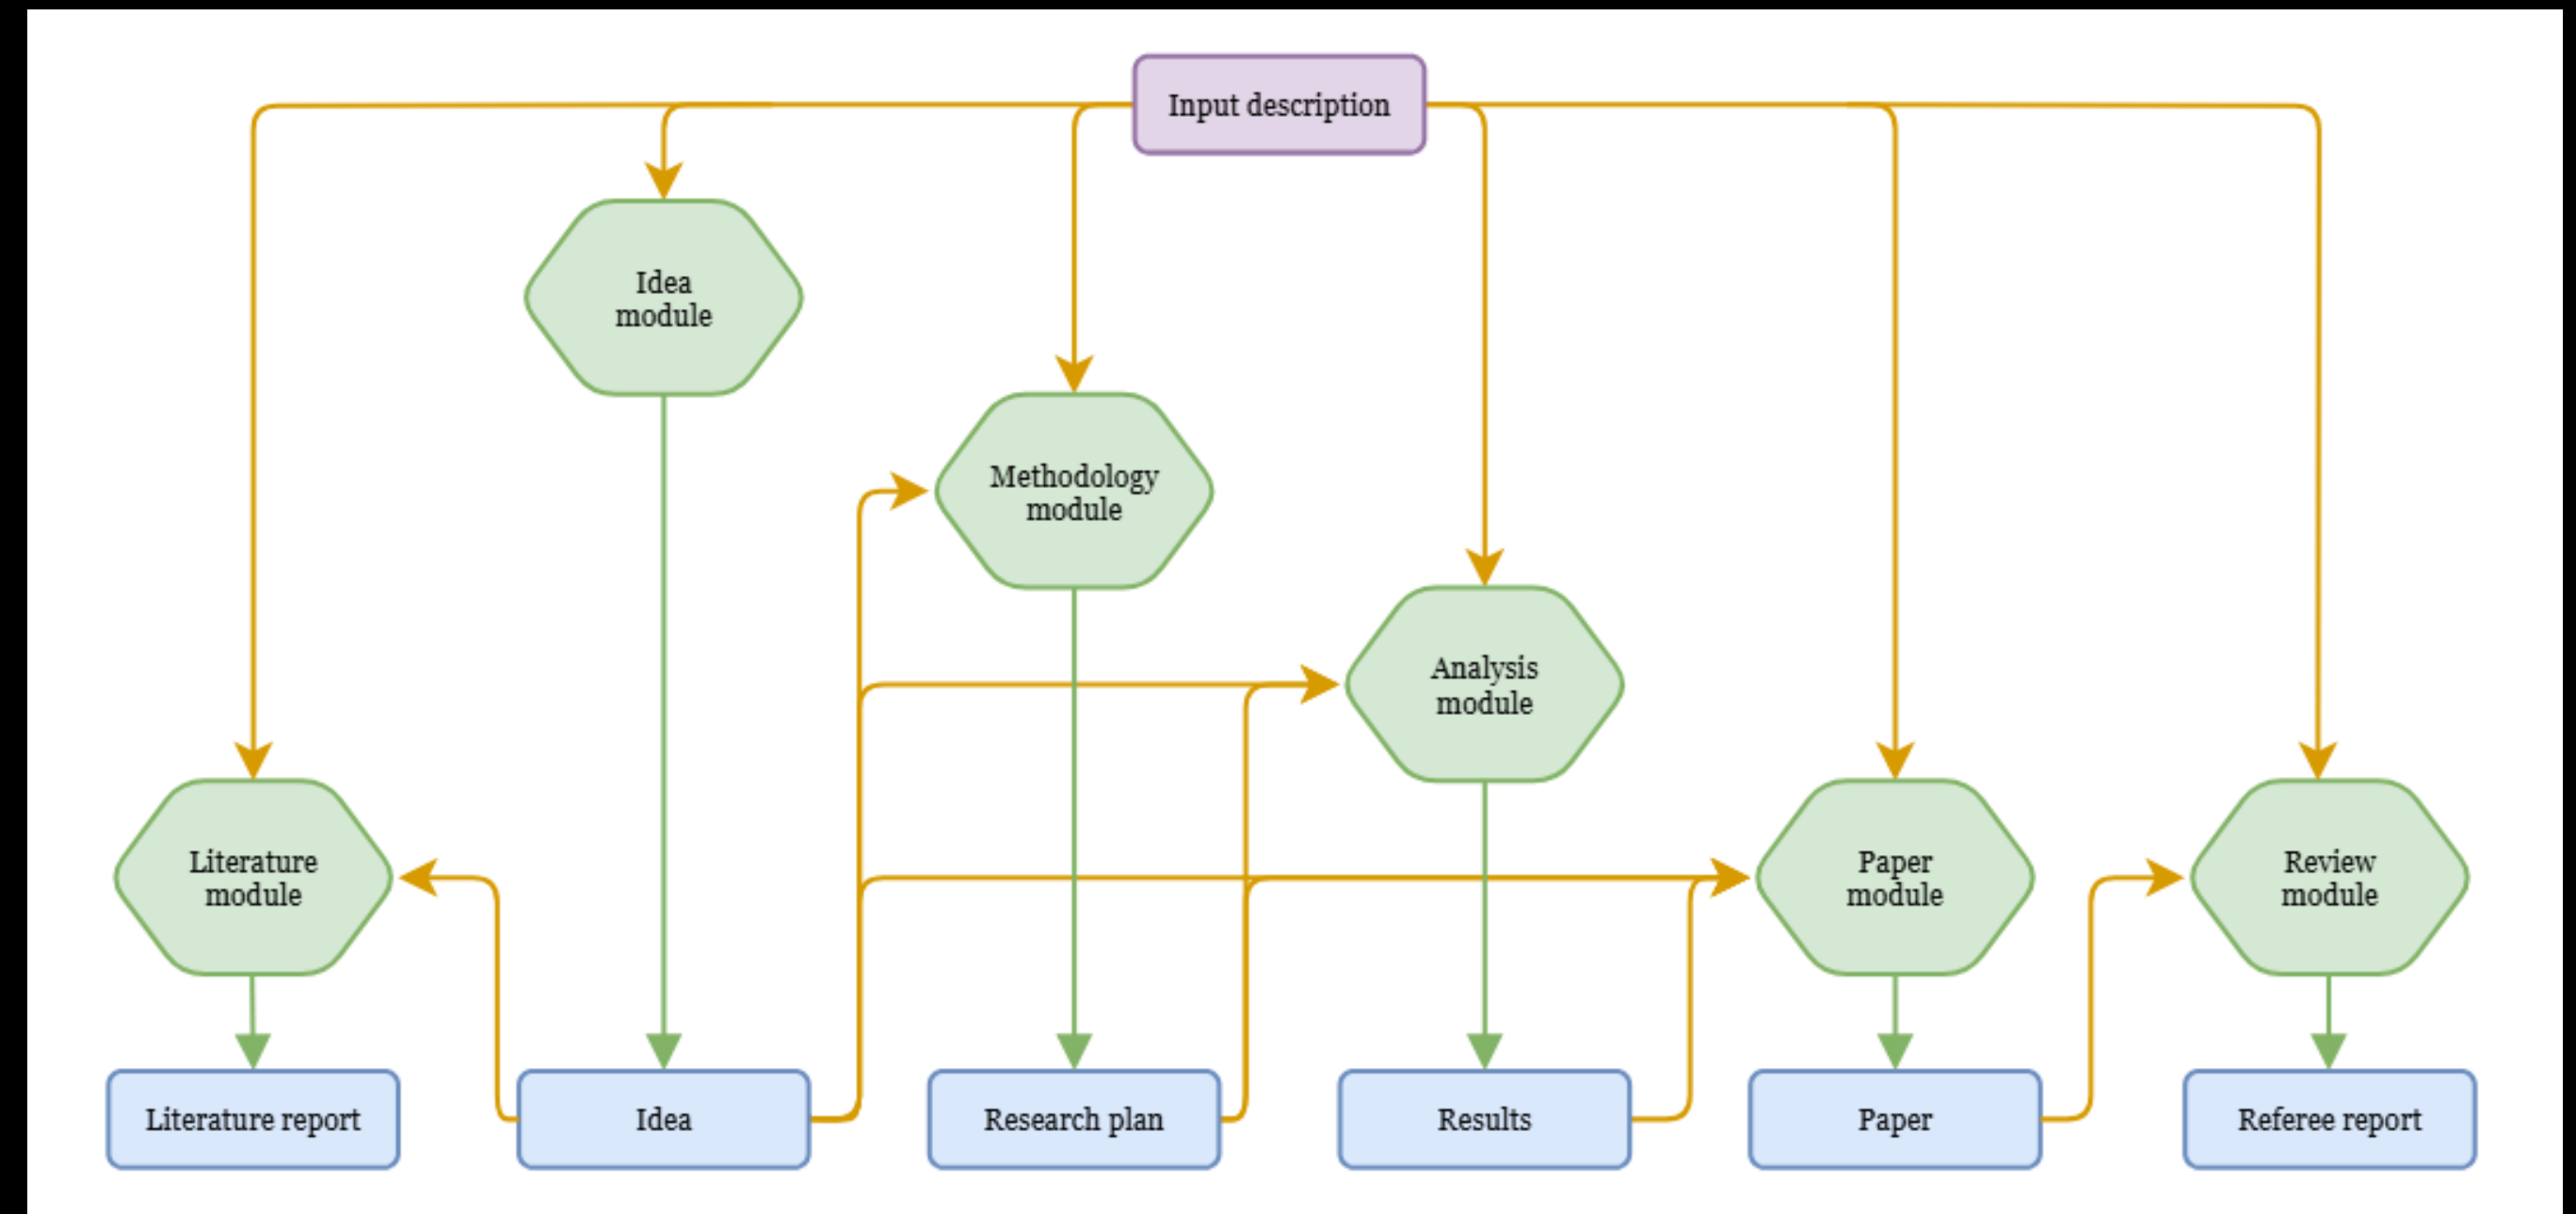 Input description
Idea
module
Methodology
module
Analysis
module
Literature
module
Paper
module
Review
module
Literature report
Idea
Research plan
Results
Paper
Referee report